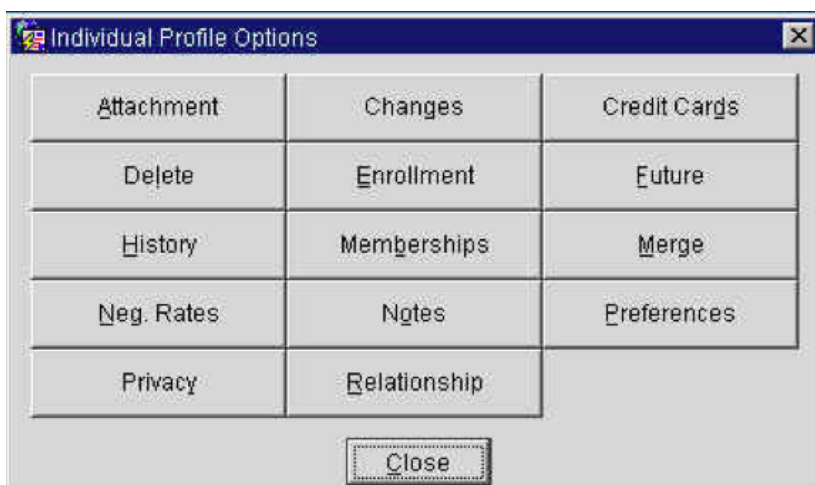 Individual Profile Options
Attachment Changes Credit Cards
Delete Enrollment Future
History Memberships Merge
Neg. Rates Notes Preferences
Privacy Relationship
Close